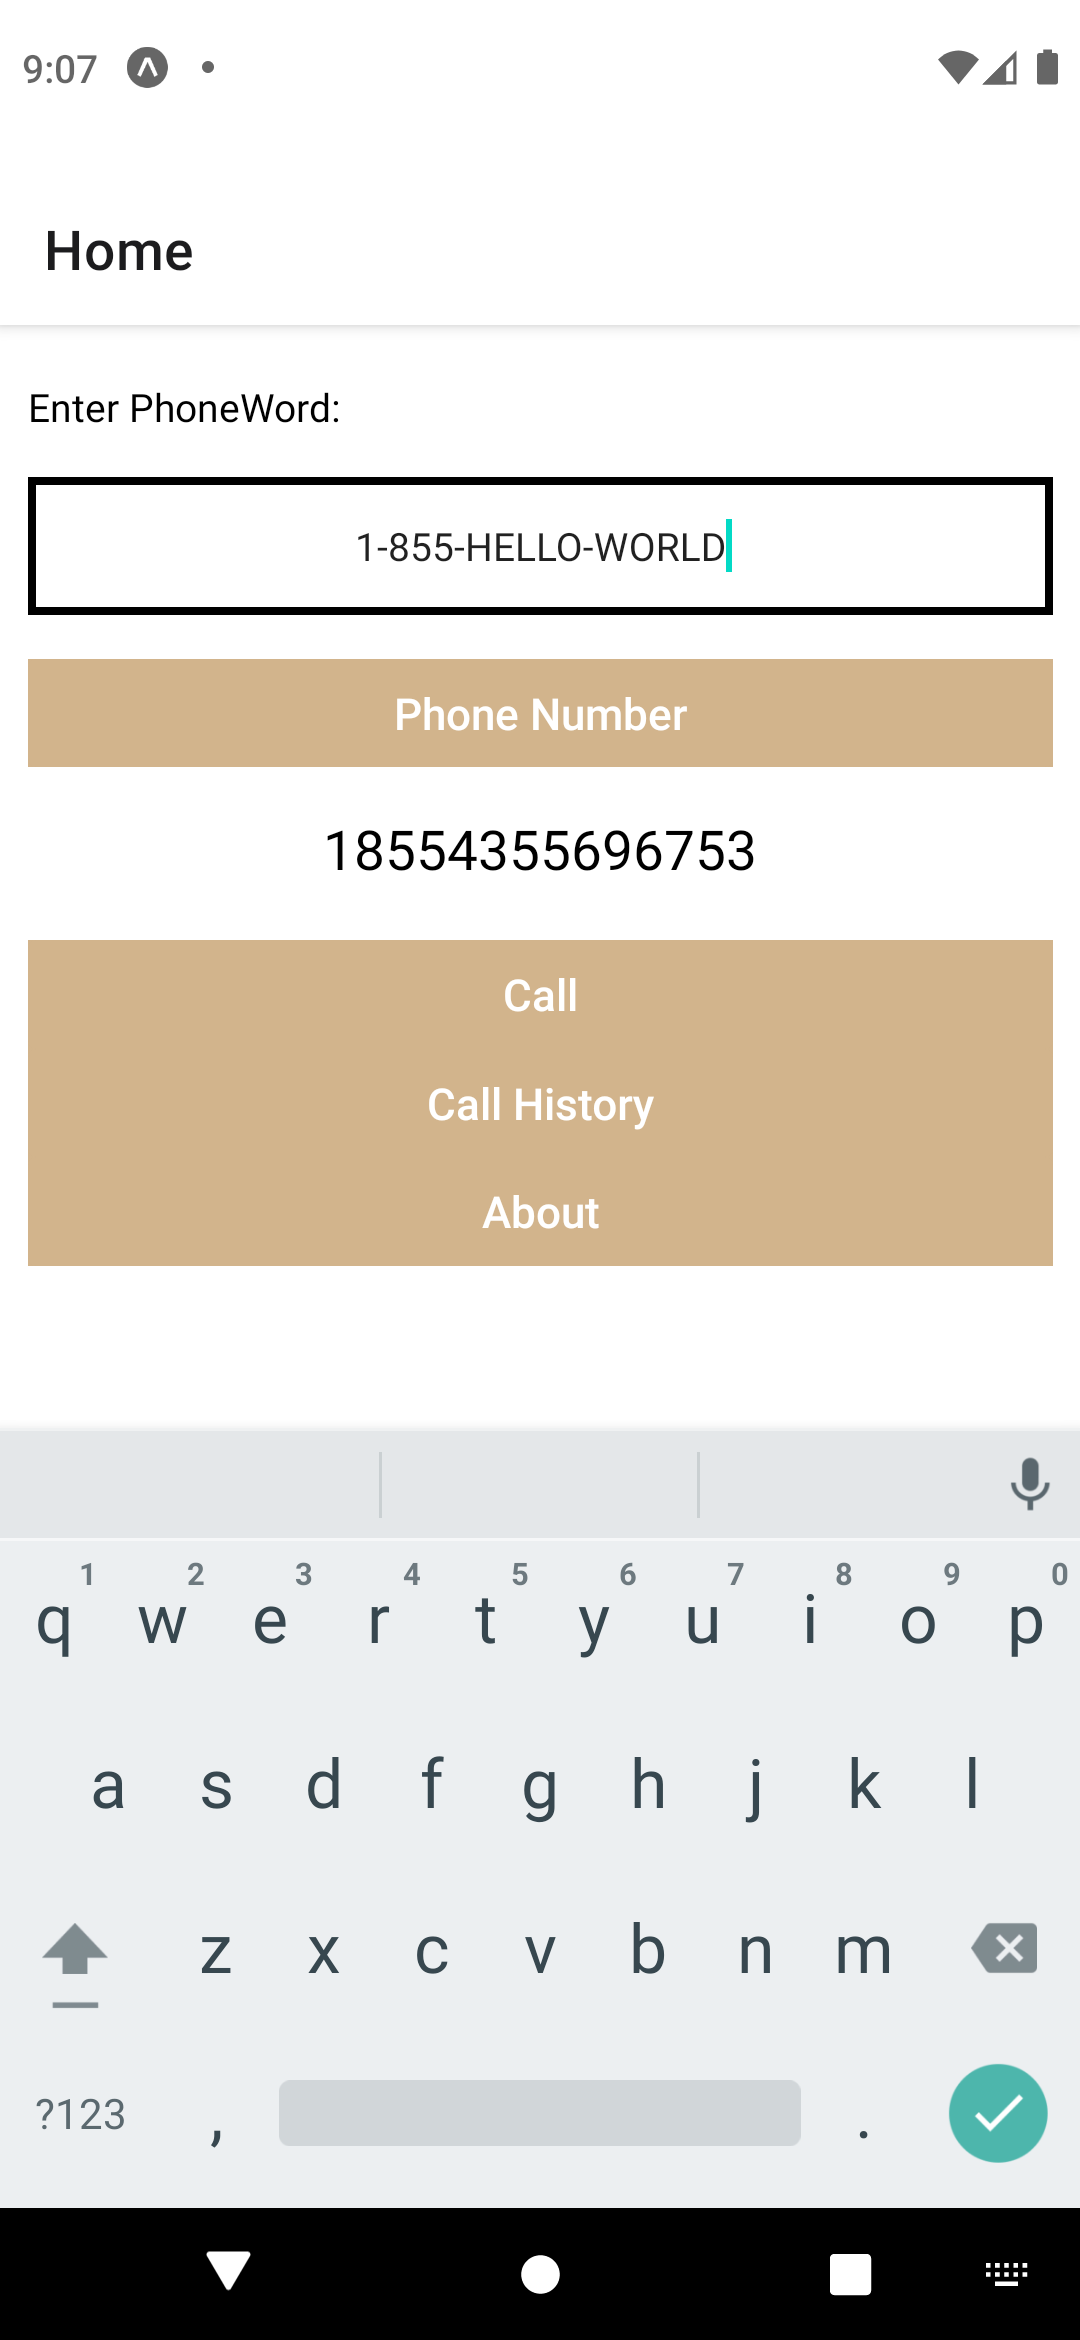 9:07
Home
Enter PhoneWord:
1-855-HELLO-WORLD
Phone Number
18554355696753
Call
Call History
About
1 2 3 4 5 6 7 8 9 0
q w e r t y u i o p
a s d f g h j k l
z x c v b n m
?123 , .